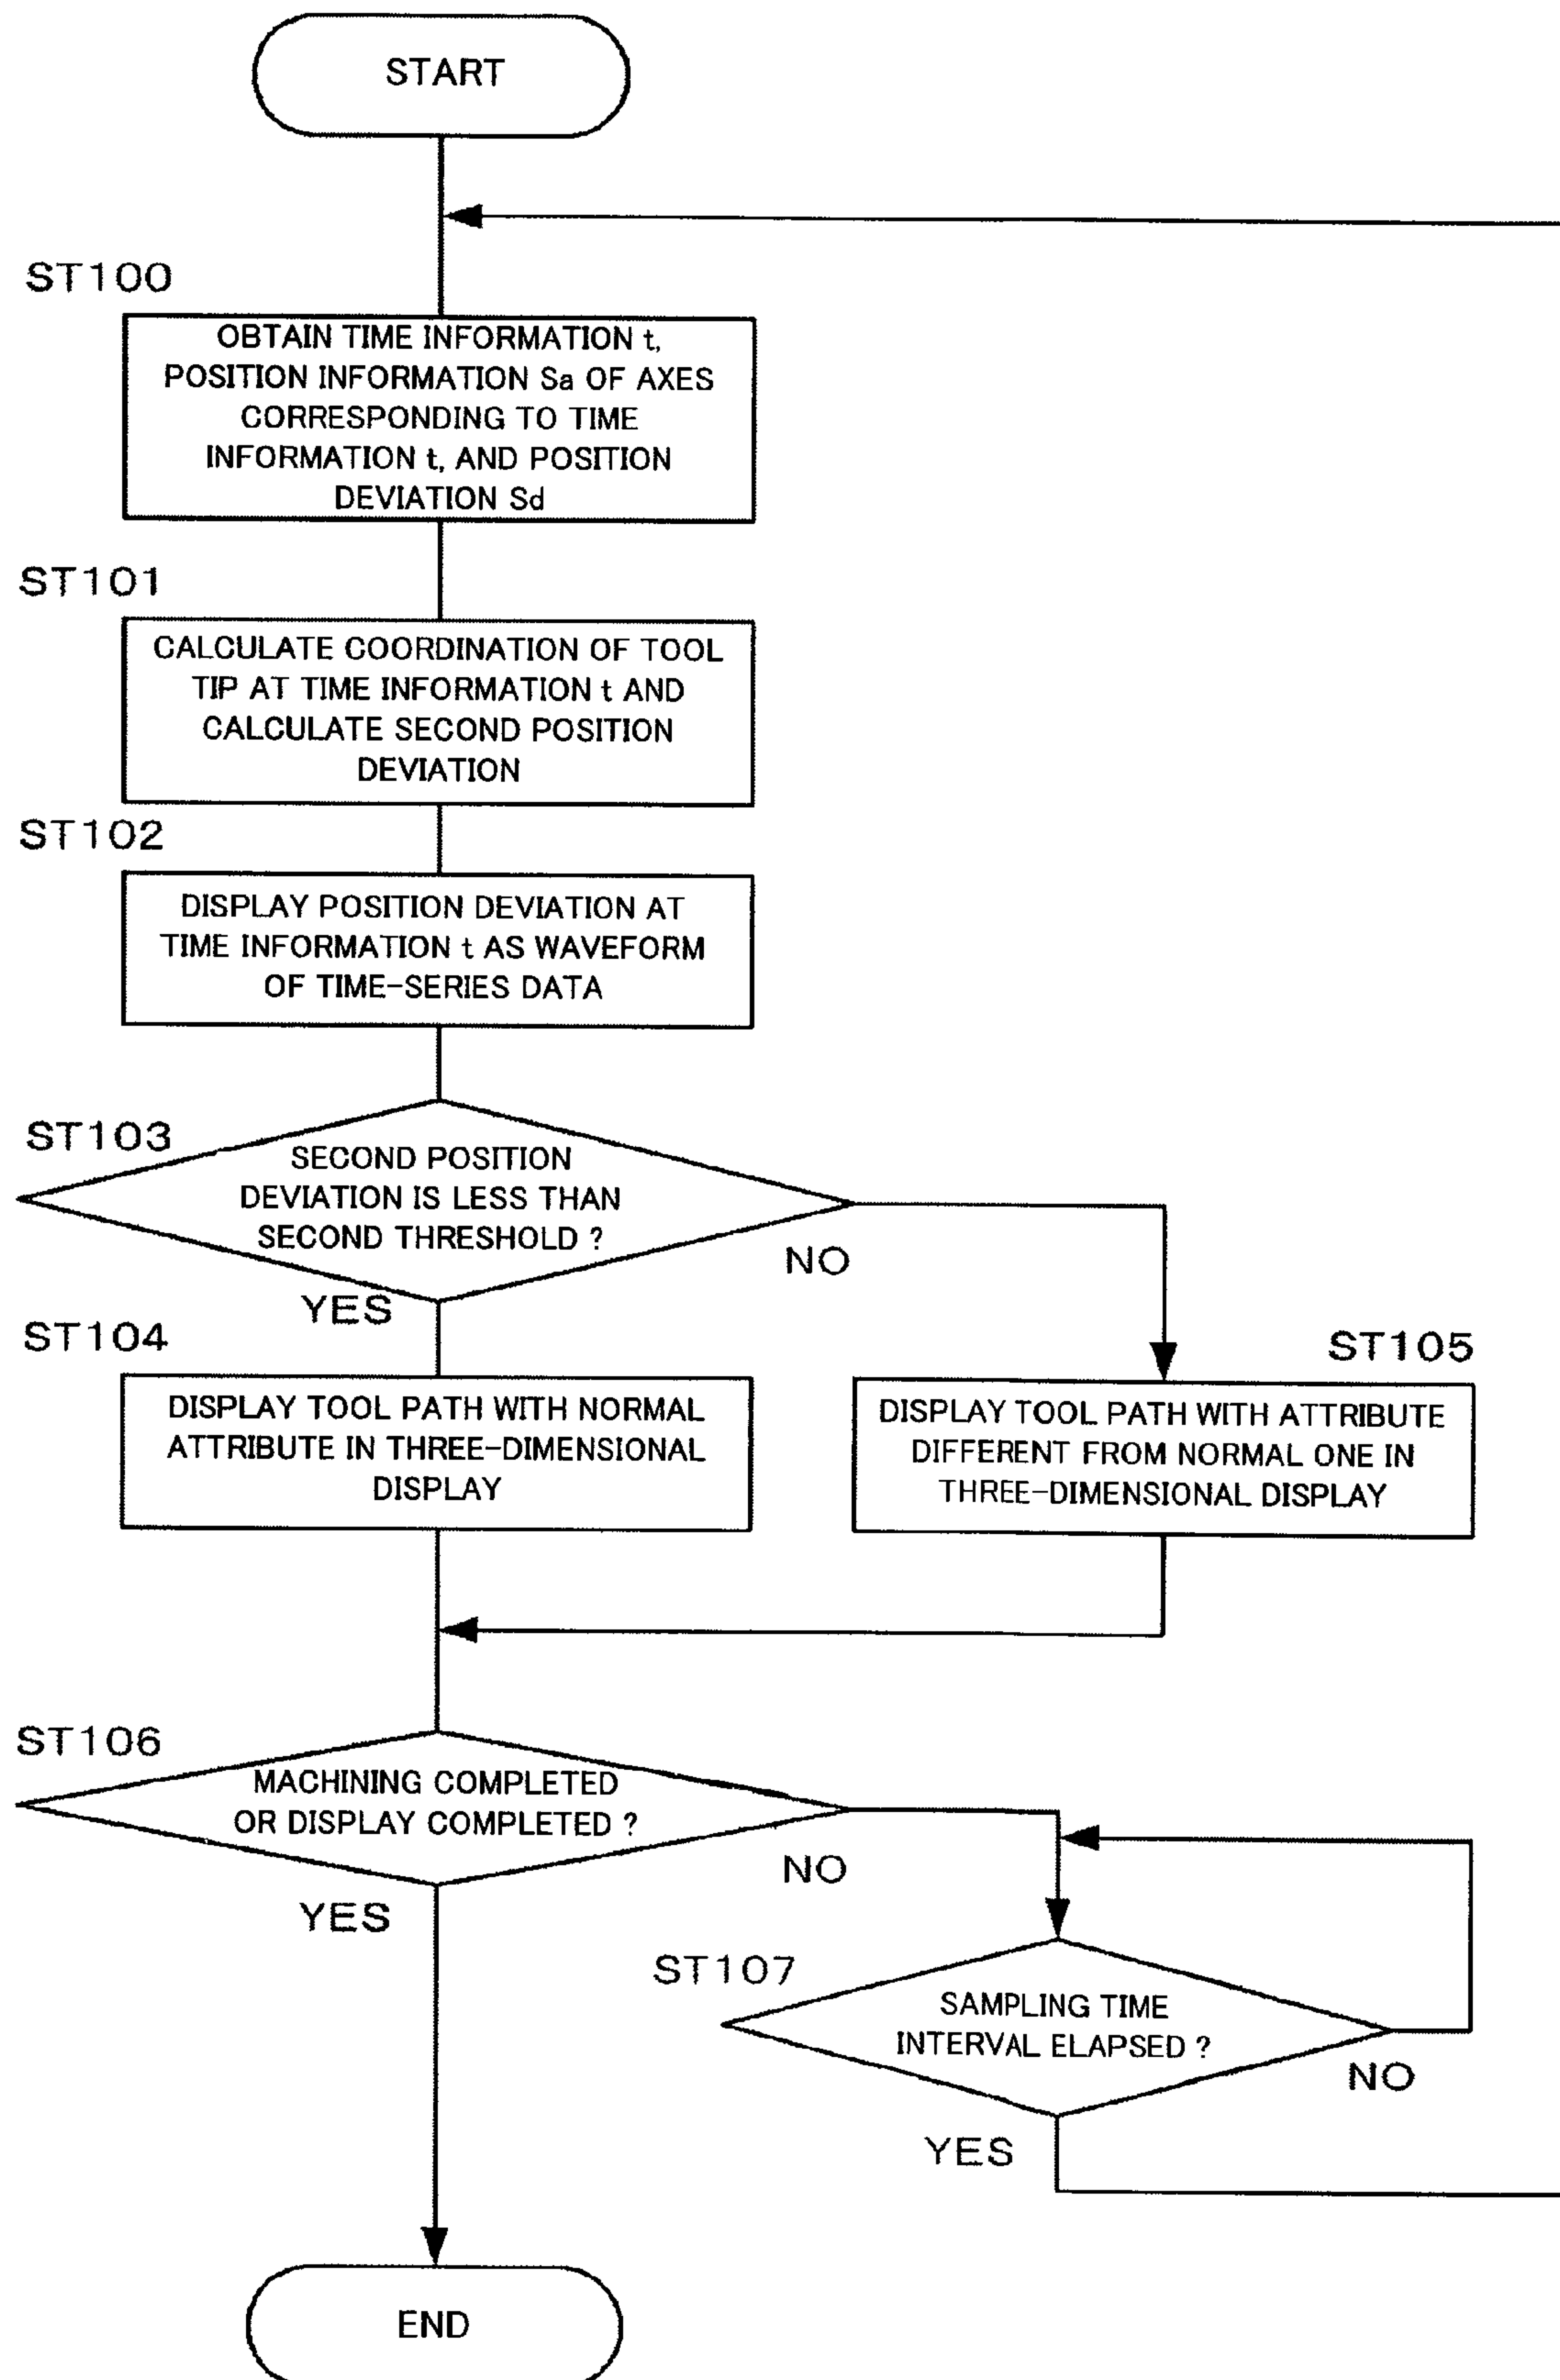 START
ST100
OBTAIN TIME INFORMATION t,
POSITION INFORMATION Sa OF AXES
CORRESPONDING TO TIME
INFORMATION t, AND POSITION
DEVIATION Sd
ST101
CALCULATE COORDINATION OF TOOL
TIP AT TIME INFORMATION t AND
CALCULATE SECOND POSITION
DEVIATION
ST102
DISPLAY POSITION DEVIATION AT
TIME INFORMATION t AS WAVEFORM
OF TIME-SERIES DATA
ST103
SECOND POSITION
DEVIATION IS LESS THAN
SECOND THRESHOLD ?
NO
YES
ST104
DISPLAY TOOL PATH WITH NORMAL
ATTRIBUTE IN THREE-DIMENSIONAL
DISPLAY
ST105
DISPLAY TOOL PATH WITH ATTRIBUTE
DIFFERENT FROM NORMAL ONE IN
THREE-DIMENSIONAL DISPLAY
ST106
MACHINING COMPLETED
OR DISPLAY COMPLETED ?
NO
YES
ST107
SAMPLING TIME
INTERVAL ELAPSED ?
NO
YES
END